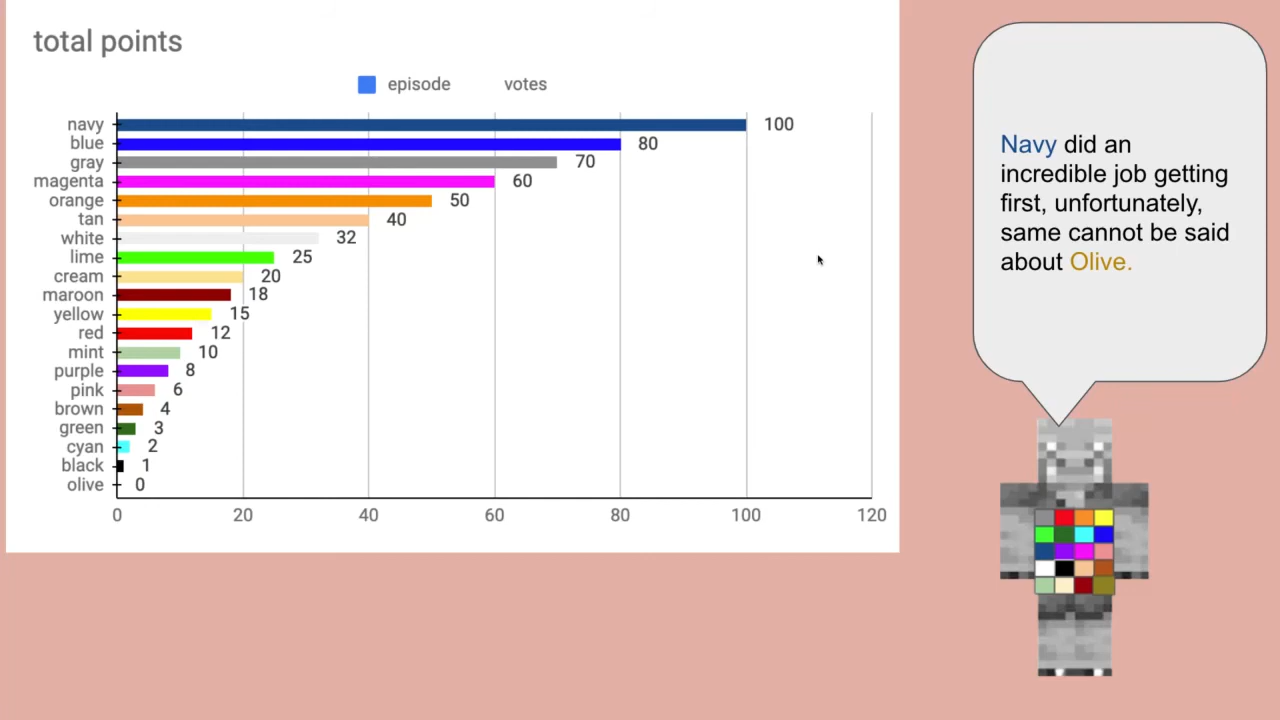 total points
episode votes
navy 100
blue 80
gray 70
magenta 60
orange 50
tan 40
white 32
lime 25
cream 20
maroon 18
yellow 15
red 12
mint 10
purple 8
pink 6
brown 4
green 3
cyan 2
black 1
olive 0
0 20 40 60 80 100 120
Navy did an
incredible job getting
first, unfortunately,
same cannot be said
about Olive.